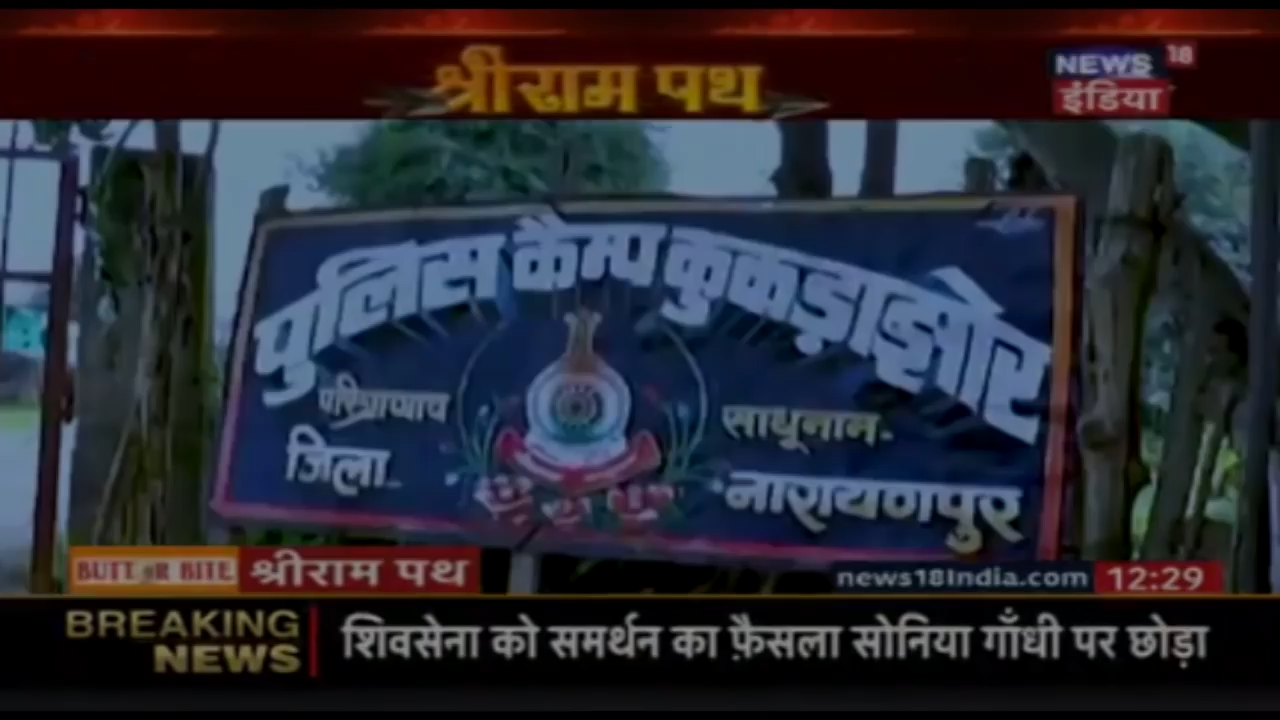 श्रीराम पथ
NEWS 18
इंडिया
पुलिस कैम्प कुकड़ाझोर
साधूनाम-
जिला- नारायणपुर
BUTT OR BITE श्रीराम पथ
news18India.com 12:29
BREAKING NEWS
शिवसेना को समर्थन का फ़ैसला सोनिया गाँधी पर छोड़ा